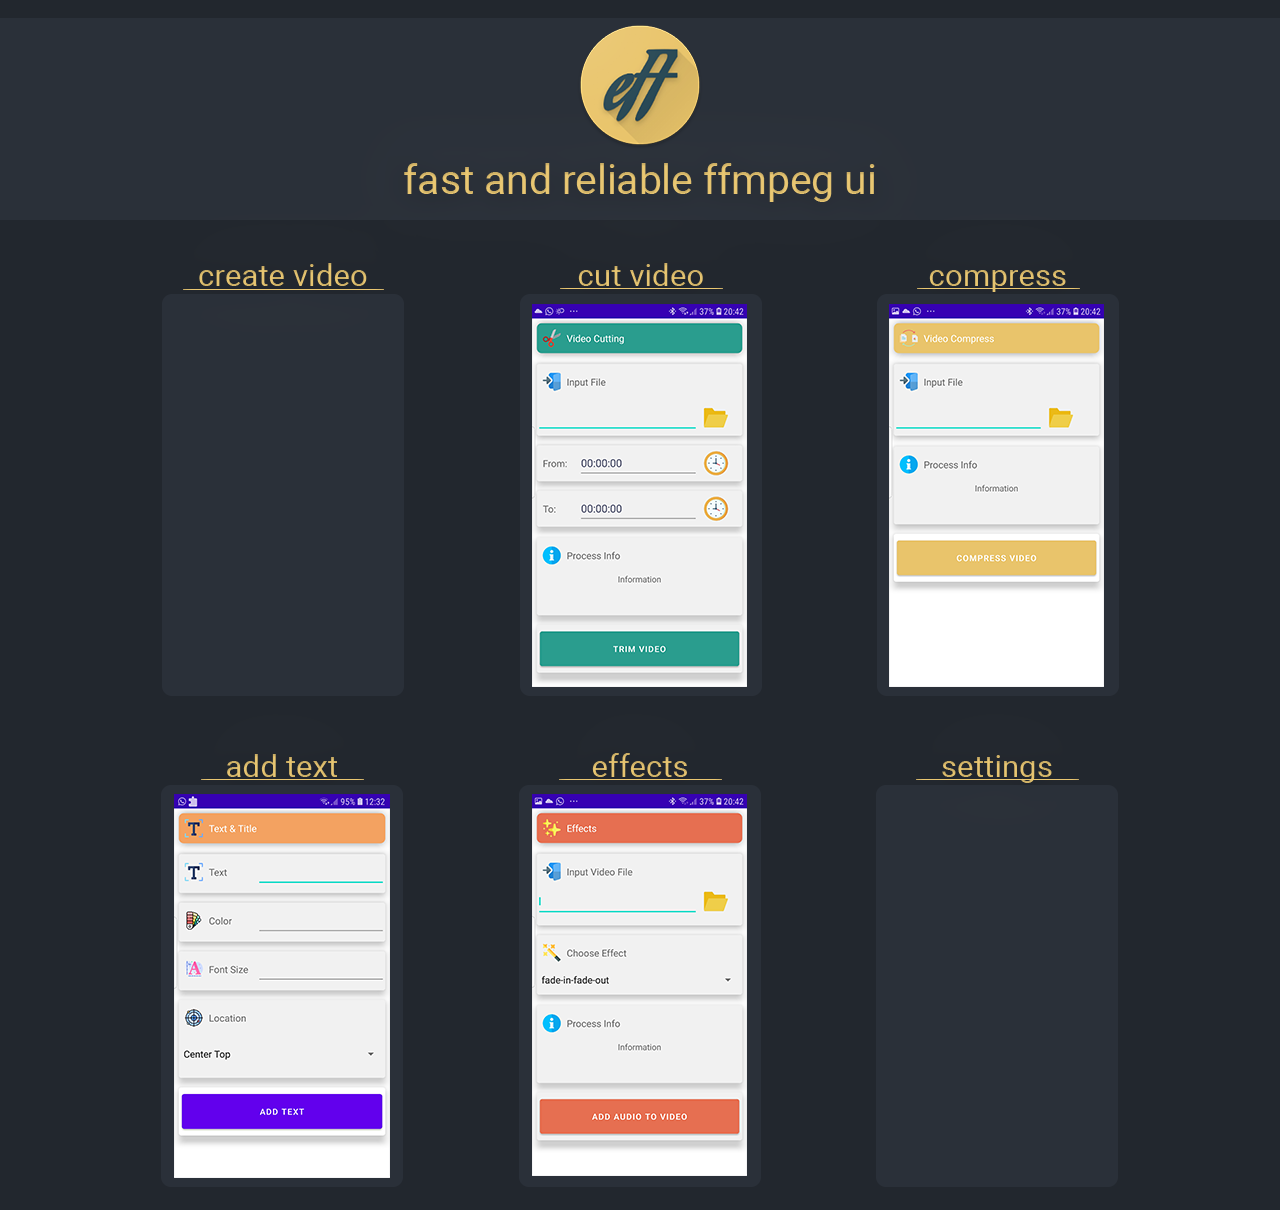 eff
fast and reliable ffmpeg ui
create video
cut video
compress
37% 20:42
Video Cutting
Input File
From: 00:00:00
To: 00:00:00
Process Info
Information
TRIM VIDEO
37% 20:42
Video Compress
Input File
Process Info
Information
COMPRESS VIDEO
add text
effects
settings
95% 12:32
Text & Title
Text
Color
Font Size
Location
Center Top
ADD TEXT
37% 20:42
Effects
Input Video File
Choose Effect
fade-in-fade-out
Process Info
Information
ADD AUDIO TO VIDEO